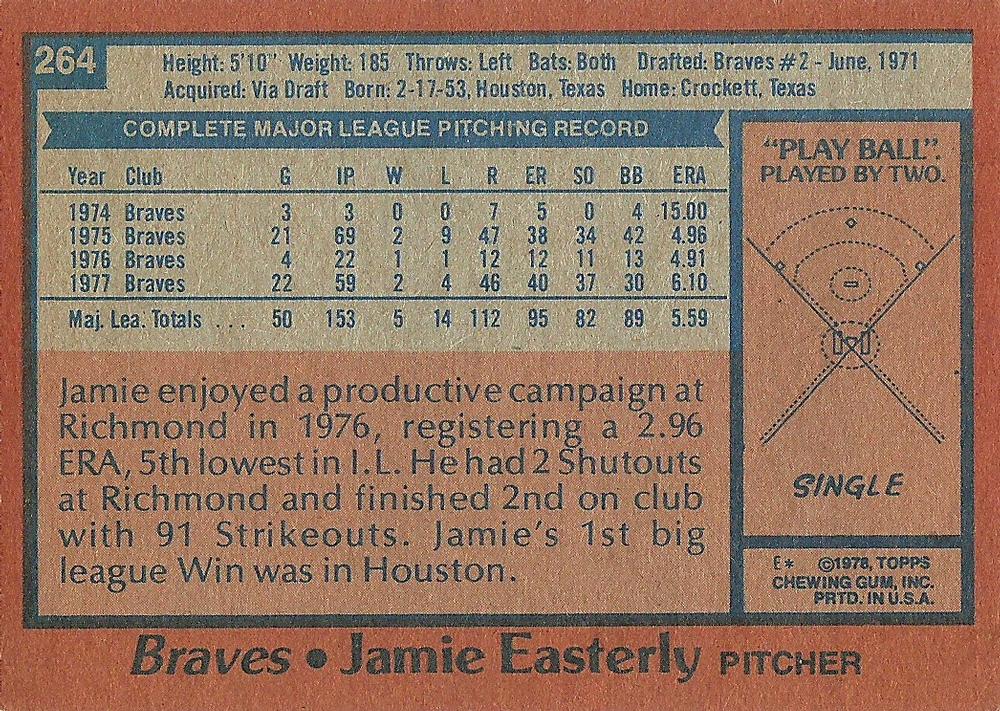 264
Height: 5'10" Weight: 185 Throws: Left Bats: Both Drafted: Braves #2 - June, 1971
Acquired: Via Draft Born: 2-17-53, Houston, Texas Home: Crockett, Texas
COMPLETE MAJOR LEAGUE PITCHING RECORD
Year Club G IP W L R ER SO BB ERA
1974 Braves 3 3 0 0 7 5 0 4 15.00
1975 Braves 21 69 2 9 47 38 34 42 4.96
1976 Braves 4 22 1 1 12 12 11 13 4.91
1977 Braves 22 59 2 4 46 40 37 30 6.10
Maj. Lea. Totals ... 50 153 5 14 112 95 82 89 5.59
Jamie enjoyed a productive campaign at
Richmond in 1976, registering a 2.96
ERA, 5th lowest in I.L. He had 2 Shutouts
at Richmond and finished 2nd on club
with 91 Strikeouts. Jamie's 1st big
league Win was in Houston.
"PLAY BALL".
PLAYED BY TWO.
SINGLE
E* ©1978, TOPPS
CHEWING GUM, INC.
PRTD. IN U.S.A.
Braves • Jamie Easterly PITCHER